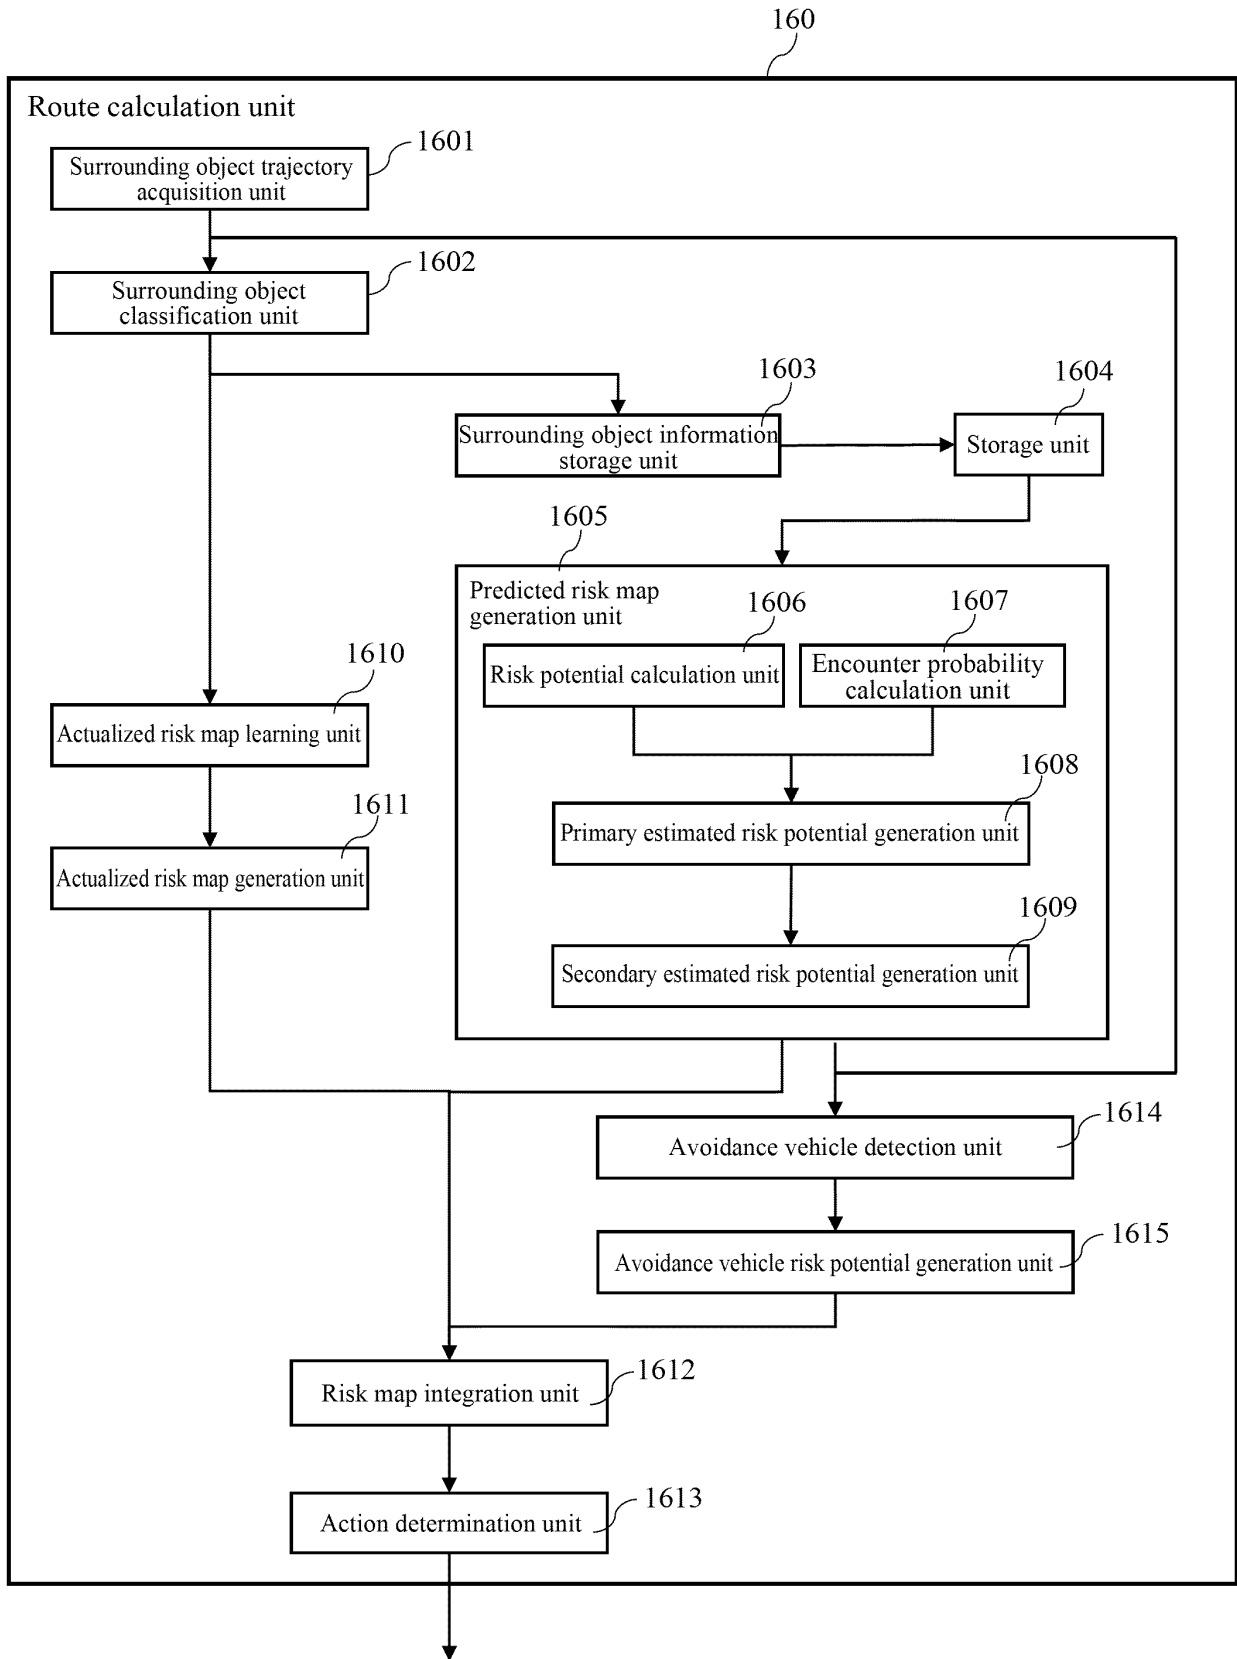 160
Route calculation unit
1601
Surrounding object trajectory
acquisition unit
1602
Surrounding object
classification unit
1603
Surrounding object information
storage unit
1604
Storage unit
1605
Predicted risk map
generation unit
1606
Risk potential calculation unit
1607
Encounter probability
calculation unit
1610
Actualized risk map learning unit
1608
Primary estimated risk potential generation unit
1611
Actualized risk map generation unit
1609
Secondary estimated risk potential generation unit
1614
Avoidance vehicle detection unit
1615
Avoidance vehicle risk potential generation unit
1612
Risk map integration unit
1613
Action determination unit